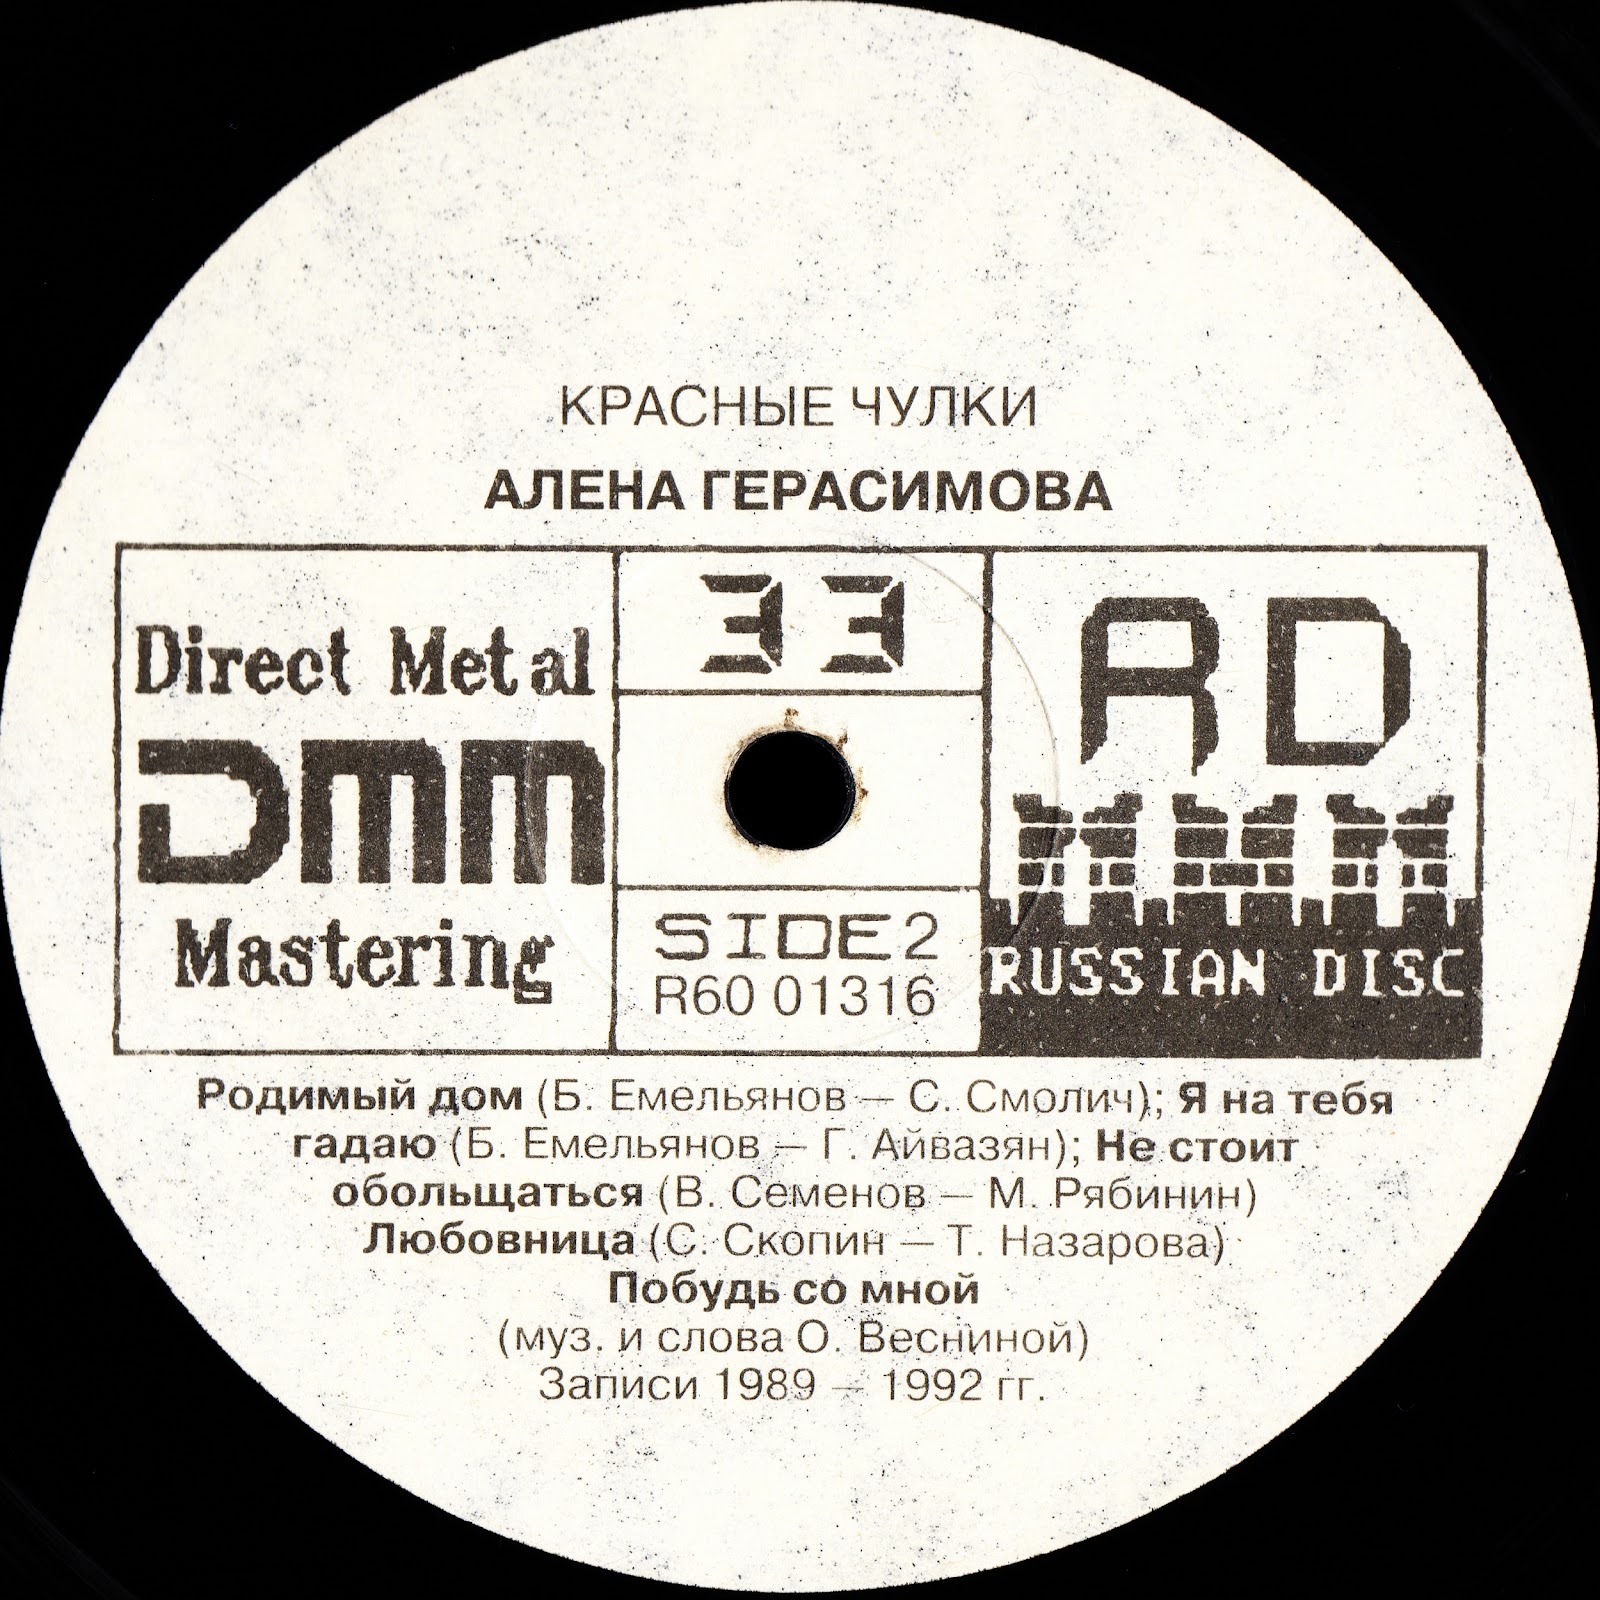 КРАСНЫЕ ЧУЛКИ
АЛЕНА ГЕРАСИМОВА
Direct Metal
DMM
Mastering
33
SIDE 2
R60 01316
RD
RUSSIAN DISC
Родимый дом (Б. Емельянов – С. Смолич); Я на тебя
гадаю (Б. Емельянов – Г. Айвазян); Не стоит
обольщаться (В. Семенов – М. Рябинин)
Любовница (С. Скопин – Т. Назарова)
Побудь со мной
(муз. и слова О. Весниной)
Записи 1989 – 1992 гг.